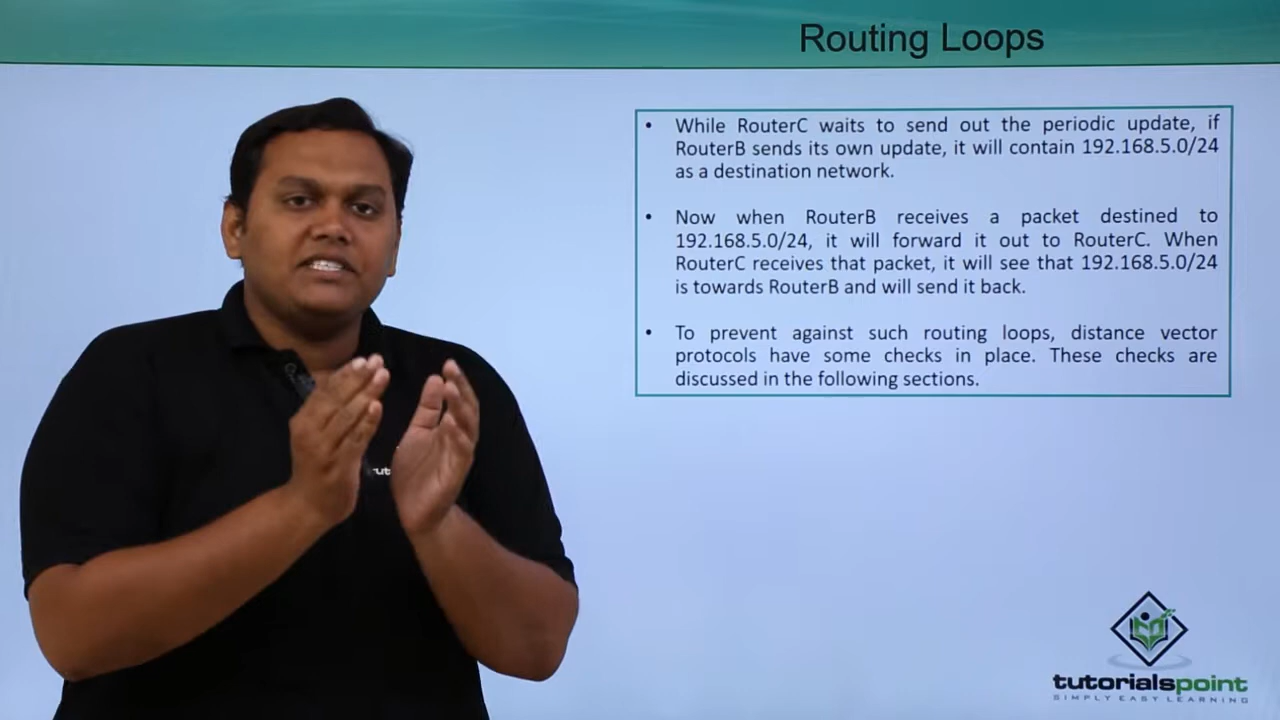 Routing Loops
• While RouterC waits to send out the periodic update, if
RouterB sends its own update, it will contain 192.168.5.0/24
as a destination network.
• Now when RouterB receives a packet destined to
192.168.5.0/24, it will forward it out to RouterC. When
RouterC receives that packet, it will see that 192.168.5.0/24
is towards RouterB and will send it back.
• To prevent against such routing loops, distance vector
protocols have some checks in place. These checks are
discussed in the following sections.
tutorialspoint
SIMPLY EASY LEARNING